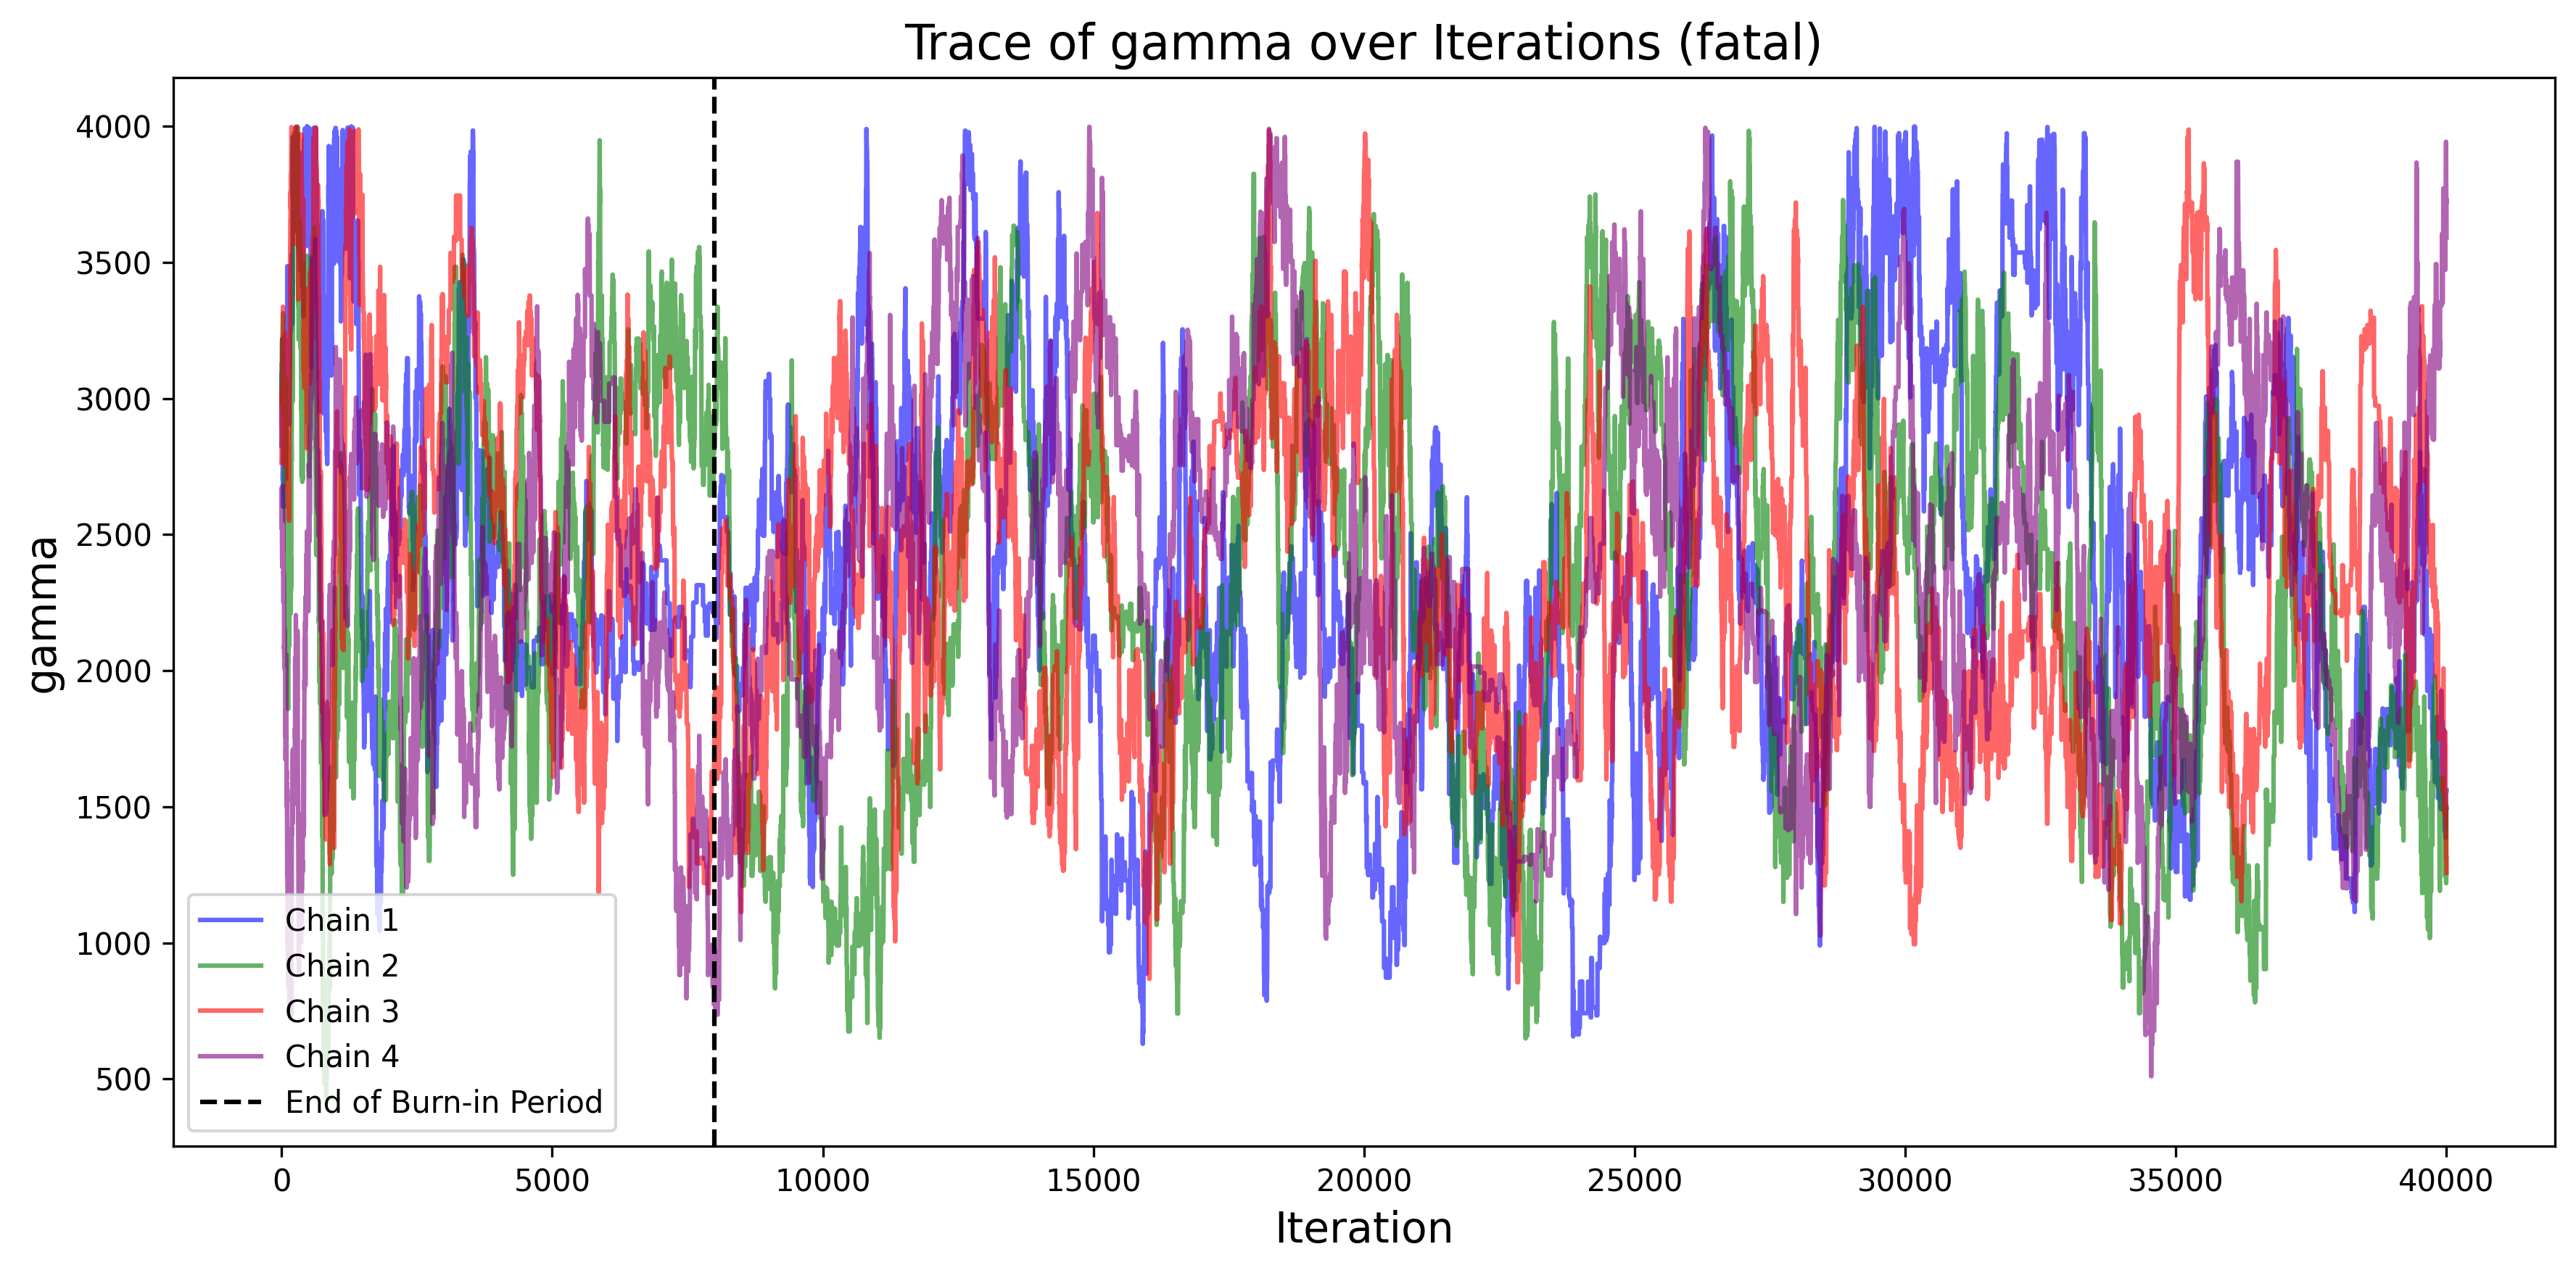 Trace of gamma over Iterations (fatal)
4000
3500
3000
2500
2000
1500
1000
500
gamma
Chain 1
Chain 2
Chain 3
Chain 4
End of Burn-in Period
0 5000 10000 15000 20000 25000 30000 35000 40000
Iteration